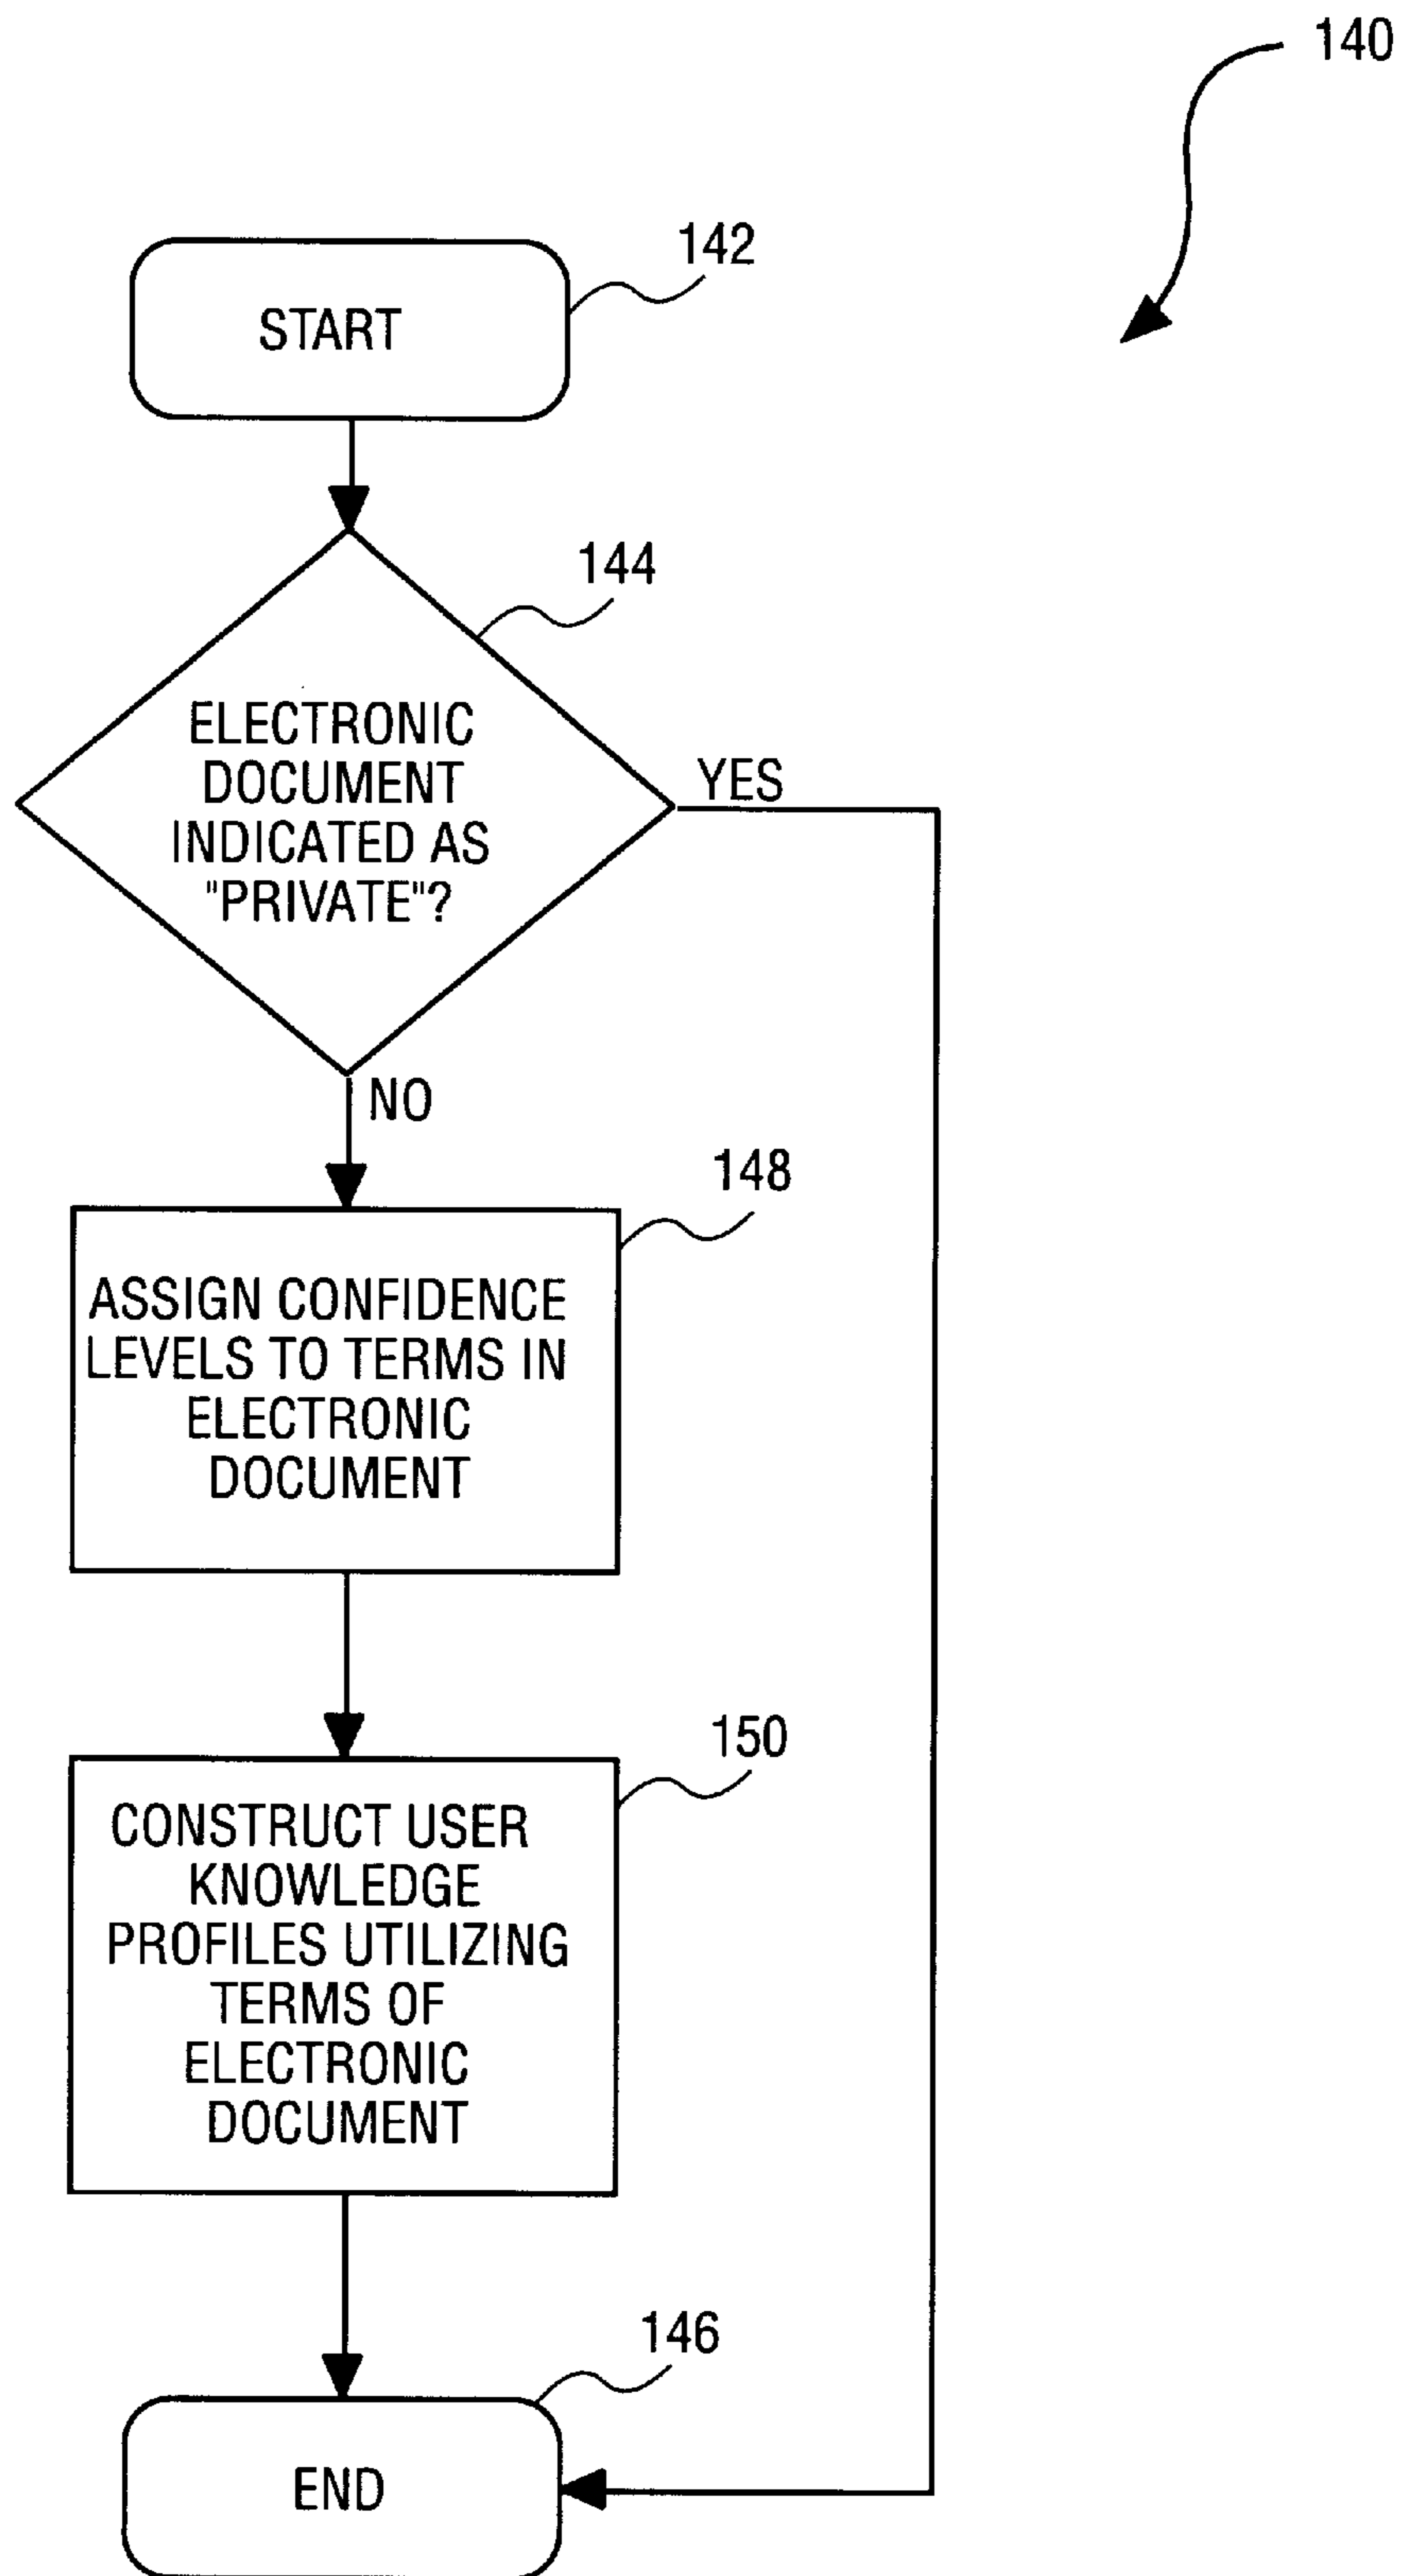 140
142
START
144
ELECTRONIC
DOCUMENT
INDICATED AS
"PRIVATE"?
YES
NO
148
ASSIGN CONFIDENCE
LEVELS TO TERMS IN
ELECTRONIC
DOCUMENT
150
CONSTRUCT USER
KNOWLEDGE
PROFILES UTILIZING
TERMS OF
ELECTRONIC
DOCUMENT
146
END